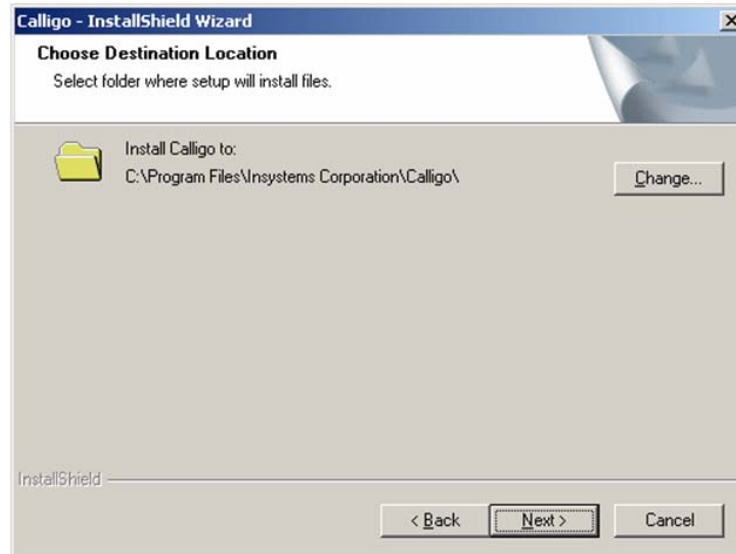 Calligo - InstallShield Wizard
Choose Destination Location
Select folder where setup will install files.
Install Calligo to:
C:\Program Files\Insystems Corporation\Calligo\
Change...
InstallShield
< Back
Next >
Cancel